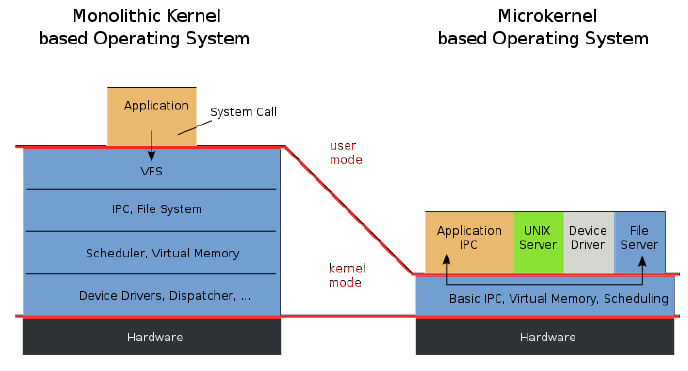 Monolithic Kernel
based Operating System
Microkernel
based Operating System
Application
System Call
VFS
IPC, File System
Scheduler, Virtual Memory
Device Drivers, Dispatcher, ...
Hardware
user
mode
kernel
mode
Application
IPC
UNIX
Server
Device
Driver
File
Server
Basic IPC, Virtual Memory, Scheduling
Hardware